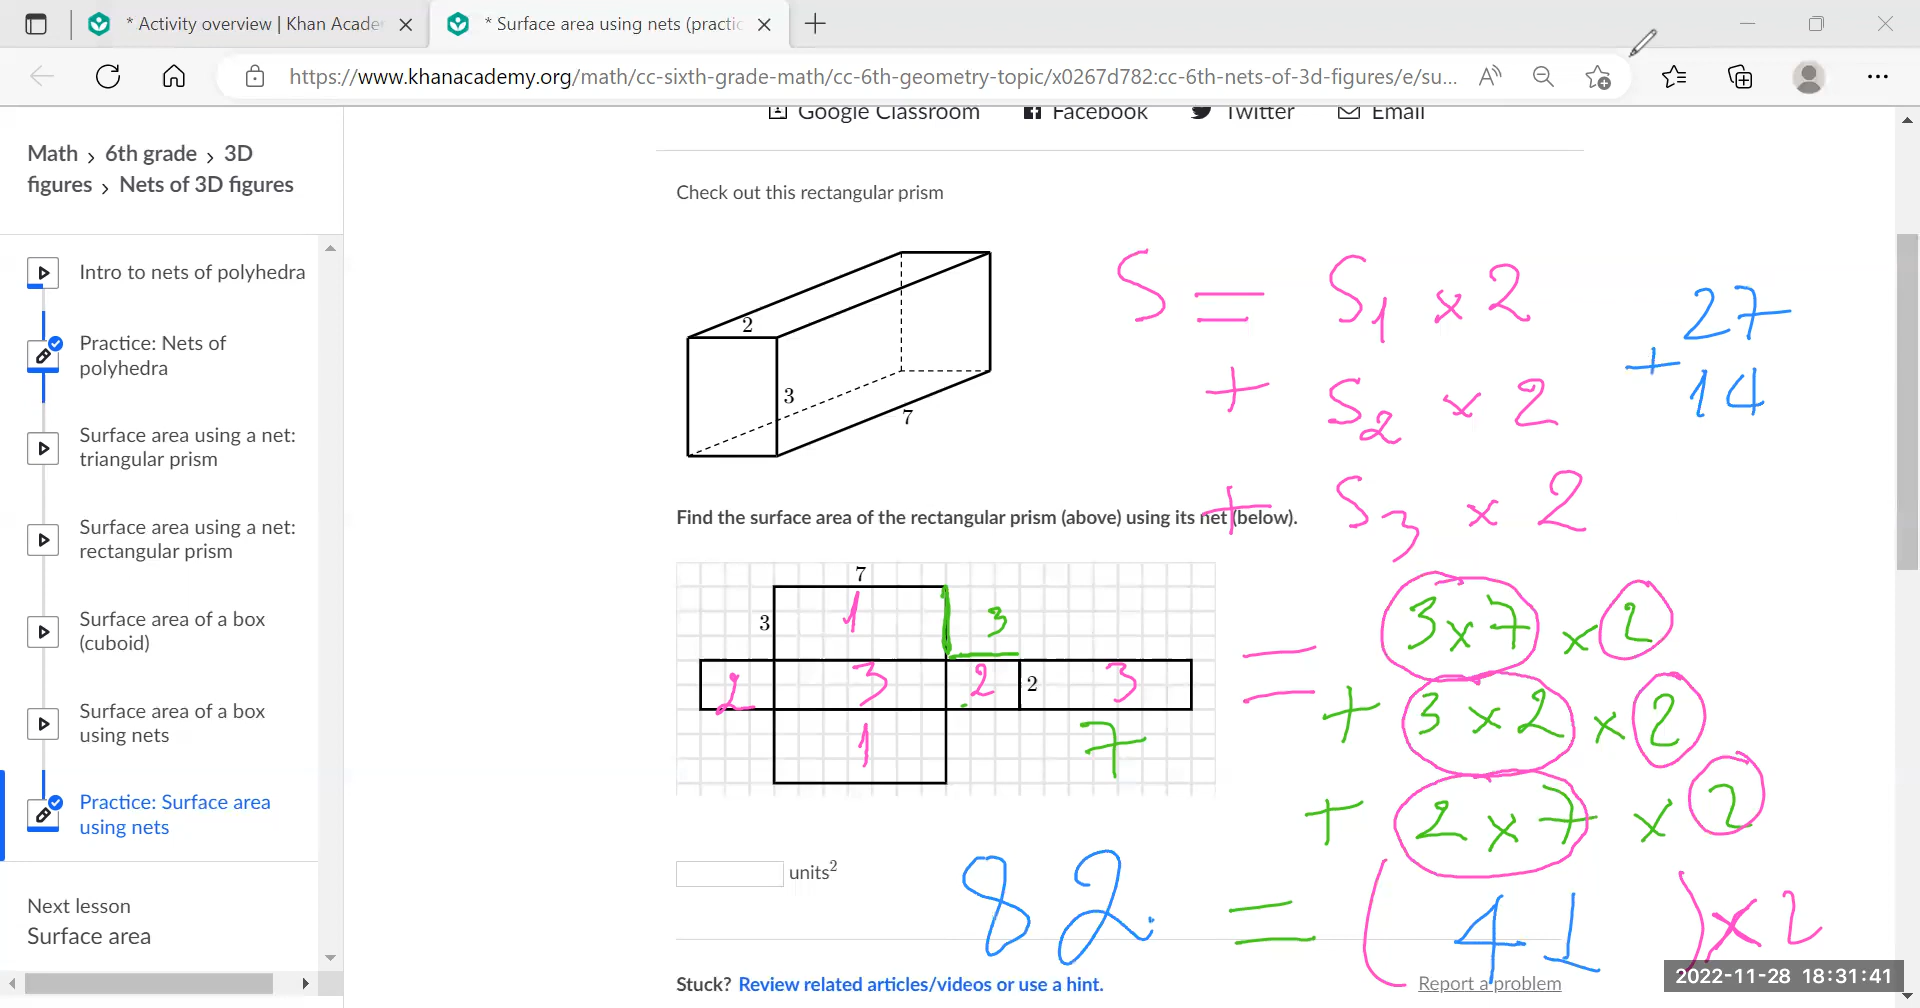 * Activity overview | Khan Acade
* Surface area using nets (practic
https://www.khanacademy.org/math/cc-sixth-grade-math/cc-6th-geometry-topic/x0267d782:cc-6th-nets-of-3d-figures/e/su...
Google Classroom Facebook Twitter Email
Math > 6th grade > 3D
figures > Nets of 3D figures
Intro to nets of polyhedra
Practice: Nets of
polyhedra
Surface area using a net:
triangular prism
Surface area using a net:
rectangular prism
Surface area of a box
(cuboid)
Surface area of a box
using nets
Practice: Surface area
using nets
Next lesson
Surface area
Check out this rectangular prism
2
3
7
Find the surface area of the rectangular prism (above) using its net (below).
7
3
1
3
2
3
2
2
3
1
7
units²
S = S₁ × 2
+ S₂ × 2
+ S₃ × 2
27
+ 14
= 3 × 7 × 2
+ 3 × 2 × 2
+ 2 × 7 × 2
82. = ( 41 ) × 2
Stuck? Review related articles/videos or use a hint.
Report a problem
2022-11-28 18:31:41